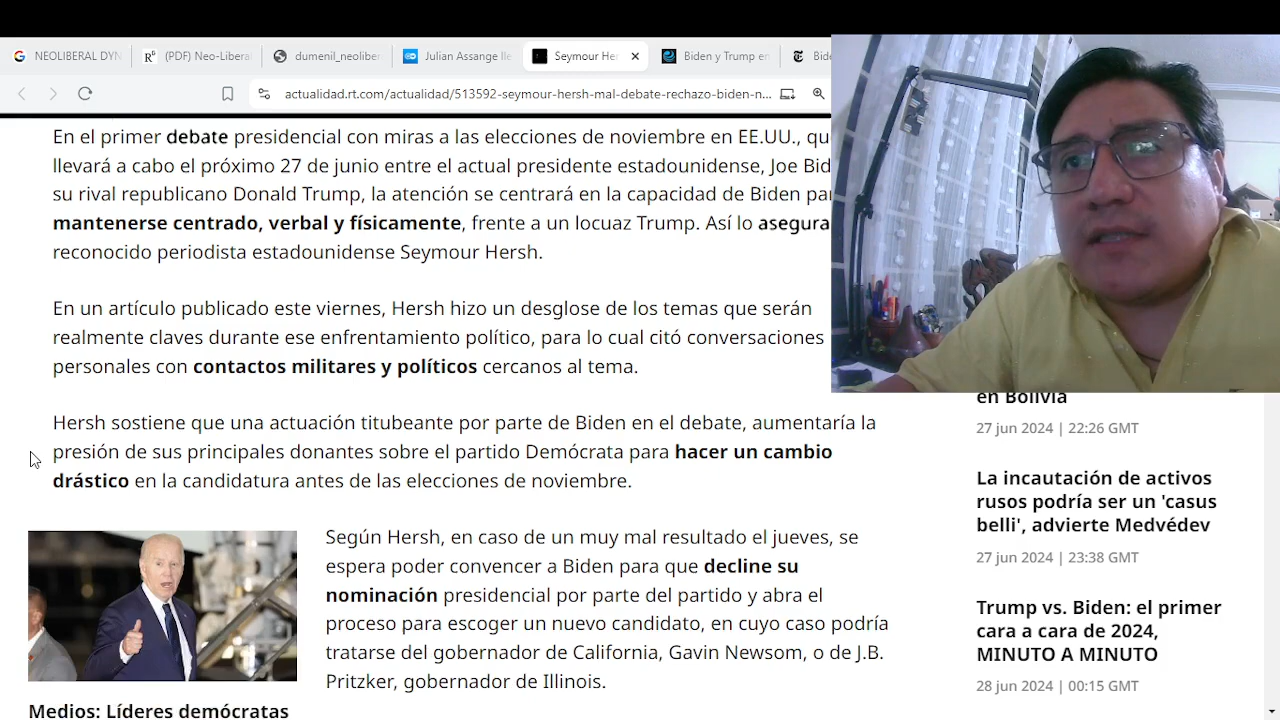 NEOLIBERAL DYN
(PDF) Neo-Libera
dumenil_neoliber
Julian Assange lle
Seymour Her
Biden y Trump en
Bide
actualidad.rt.com/actualidad/513592-seymour-hersh-mal-debate-rechazo-biden-n...
En el primer debate presidencial con miras a las elecciones de noviembre en EE.UU., qu
llevará a cabo el próximo 27 de junio entre el actual presidente estadounidense, Joe Bid
su rival republicano Donald Trump, la atención se centrará en la capacidad de Biden par
mantenerse centrado, verbal y físicamente, frente a un locuaz Trump. Así lo asegura
reconocido periodista estadounidense Seymour Hersh.
En un artículo publicado este viernes, Hersh hizo un desglose de los temas que serán
realmente claves durante ese enfrentamiento político, para lo cual citó conversaciones
personales con contactos militares y políticos cercanos al tema.
Hersh sostiene que una actuación titubeante por parte de Biden en el debate, aumentaría la
presión de sus principales donantes sobre el partido Demócrata para hacer un cambio
drástico en la candidatura antes de las elecciones de noviembre.
Según Hersh, en caso de un muy mal resultado el jueves, se
espera poder convencer a Biden para que decline su
nominación presidencial por parte del partido y abra el
proceso para escoger un nuevo candidato, en cuyo caso podría
tratarse del gobernador de California, Gavin Newsom, o de J.B.
Pritzker, gobernador de Illinois.
Medios: Líderes demócratas
en Bolivia
27 jun 2024 | 22:26 GMT
La incautación de activos
rusos podría ser un 'casus
belli', advierte Medvédev
27 jun 2024 | 23:38 GMT
Trump vs. Biden: el primer
cara a cara de 2024,
MINUTO A MINUTO
28 jun 2024 | 00:15 GMT